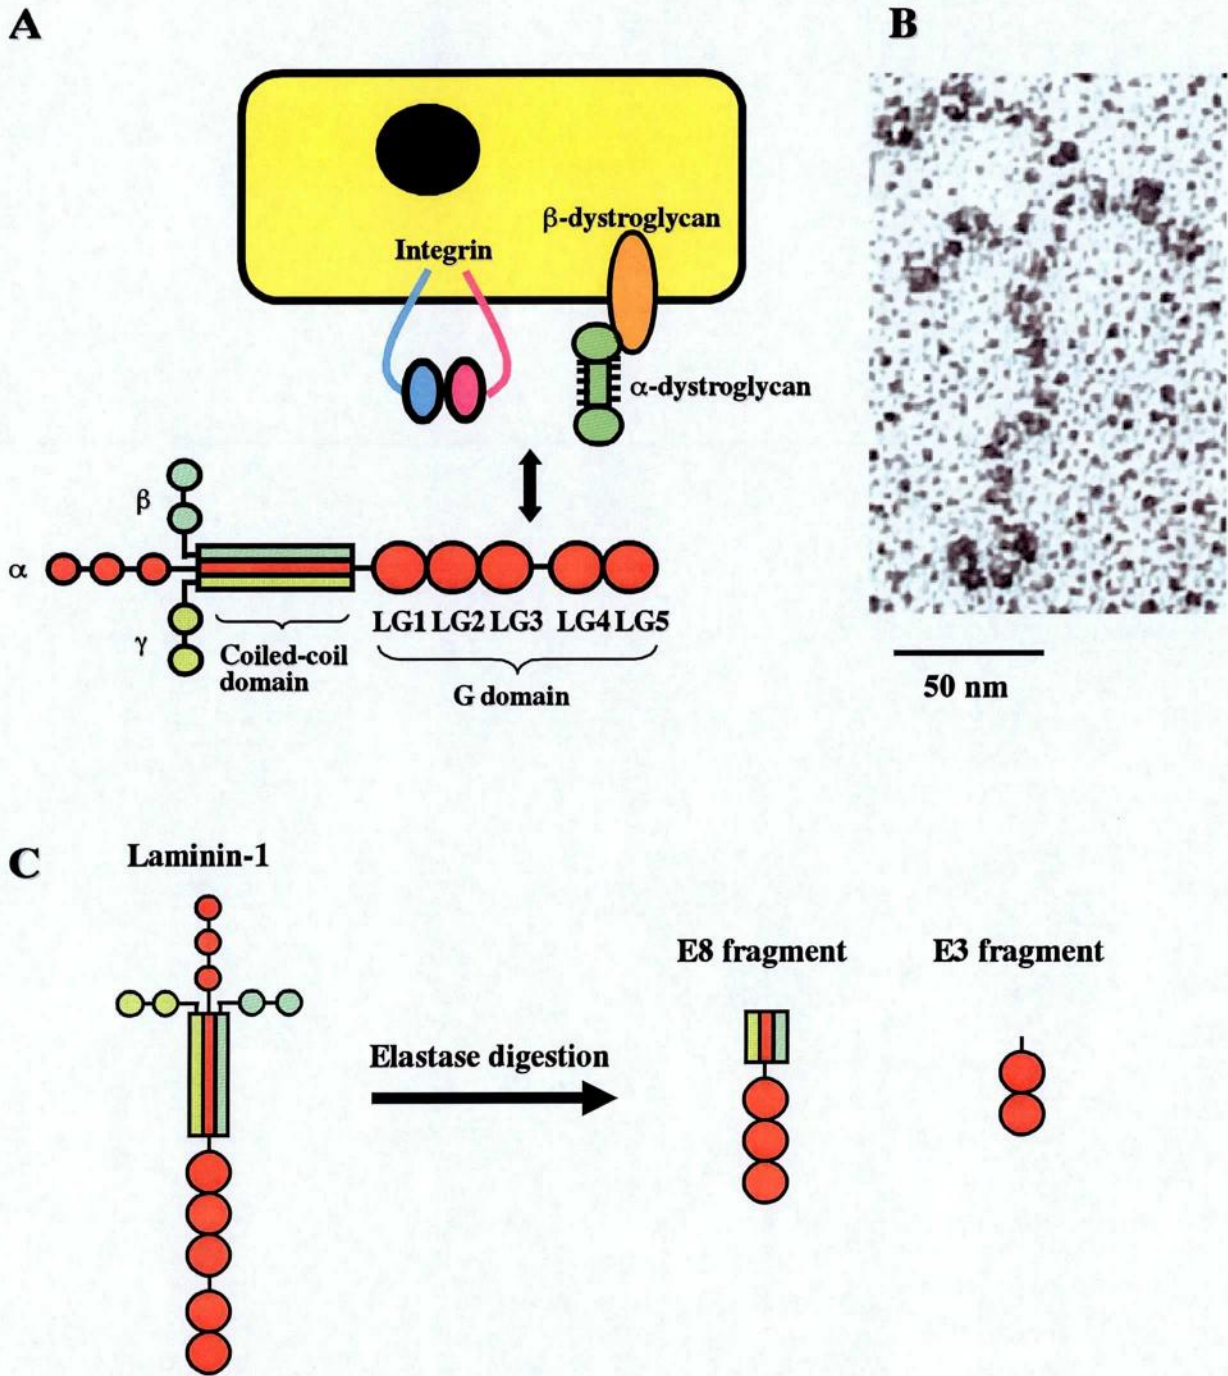 A
B
β-dystroglycan
Integrin
α-dystroglycan
β
α
γ
LG1 LG2 LG3 LG4 LG5
Coiled-coil
domain
G domain
50 nm
C
Laminin-1
E8 fragment
E3 fragment
Elastase digestion